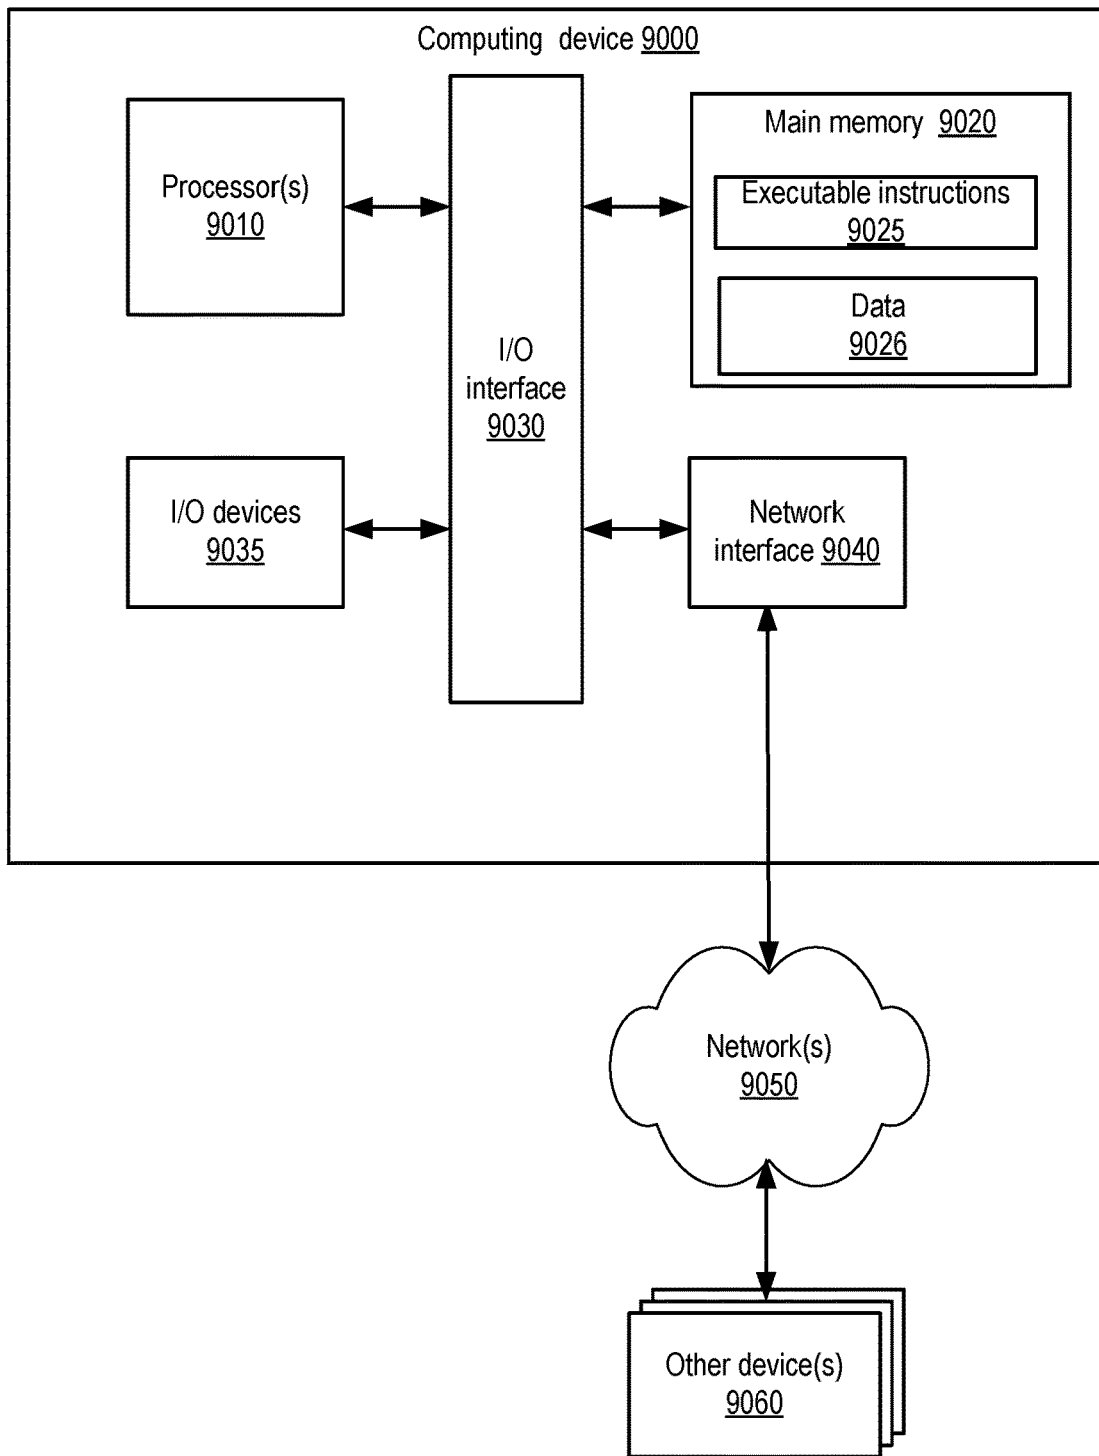 Computing device 9000
Processor(s)
9010
Main memory 9020
Executable instructions
9025
Data
9026
I/O
interface
9030
I/O devices
9035
Network
interface 9040
Network(s)
9050
Other device(s)
9060